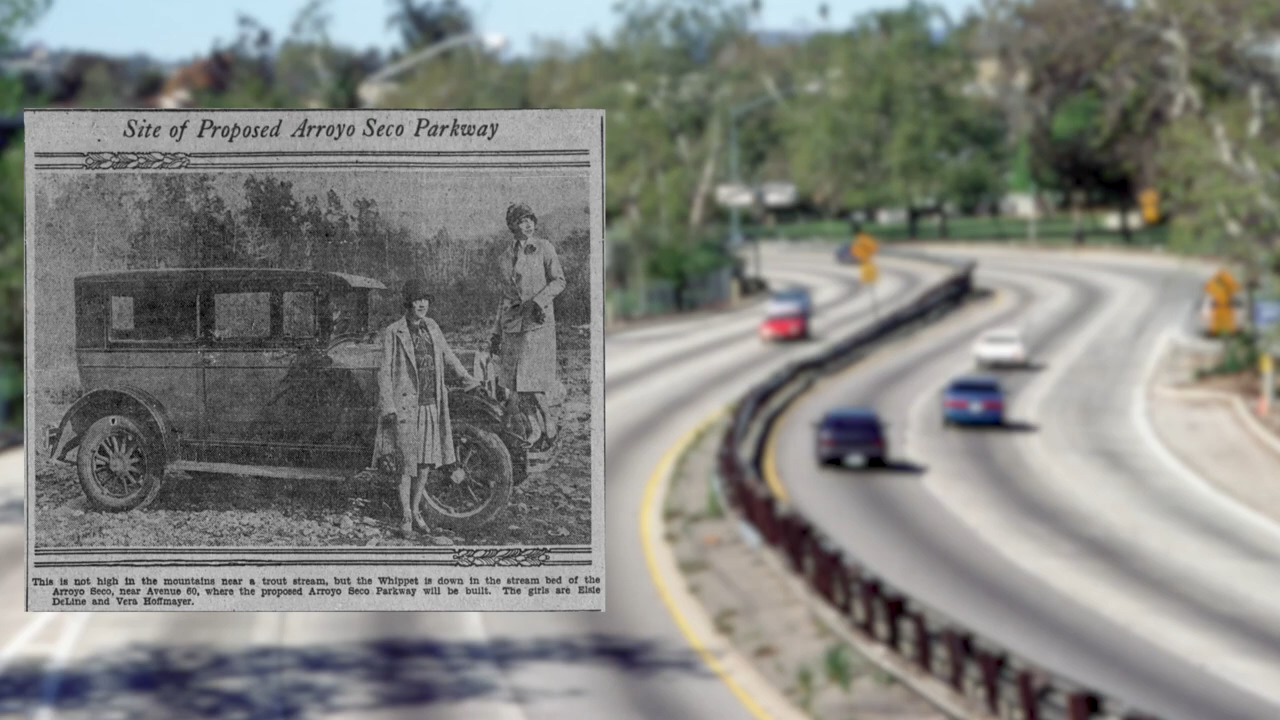 Site of Proposed Arroyo Seco Parkway
This is not high in the mountains near a trout stream, but the Whippet is down in the stream bed of the
Arroyo Seco, near Avenue 60, where the proposed Arroyo Seco Parkway will be built. The girls are Elsie
DeLine and Vera Hoffmayer.